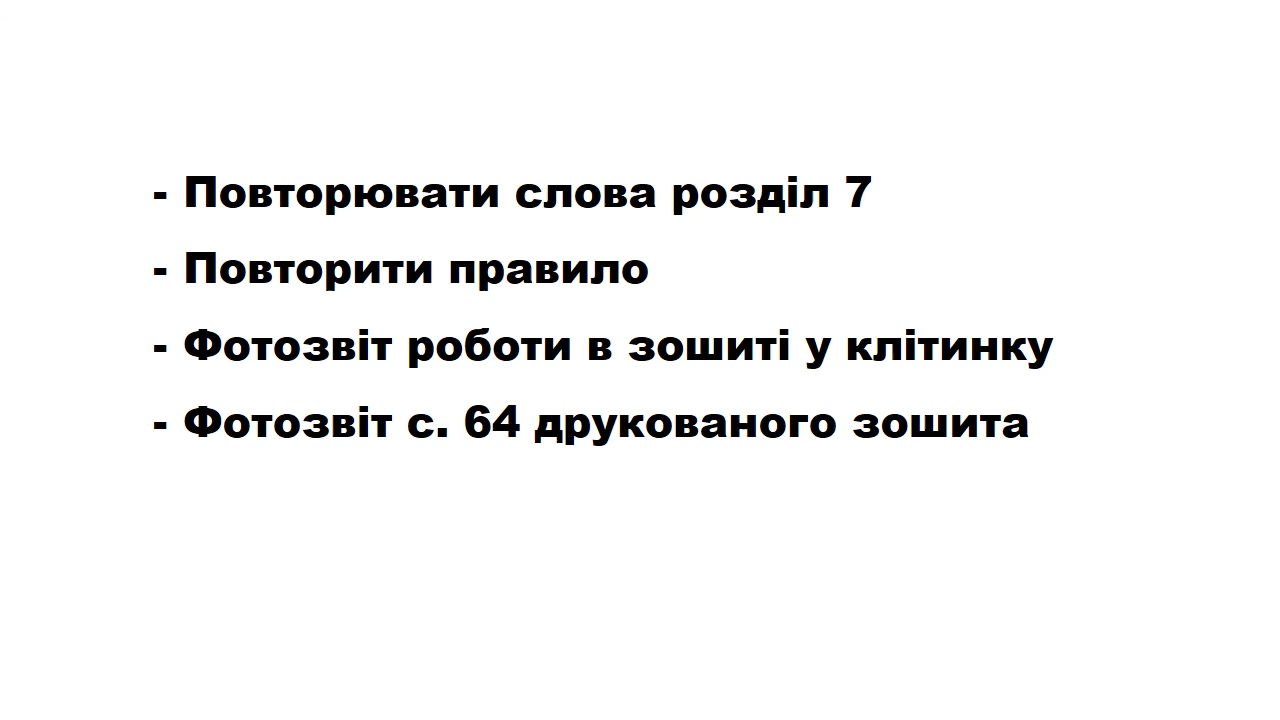 - Повторювати слова розділ 7
- Повторити правило
- Фотозвіт роботи в зошиті у клітинку
- Фотозвіт с. 64 друкованого зошита